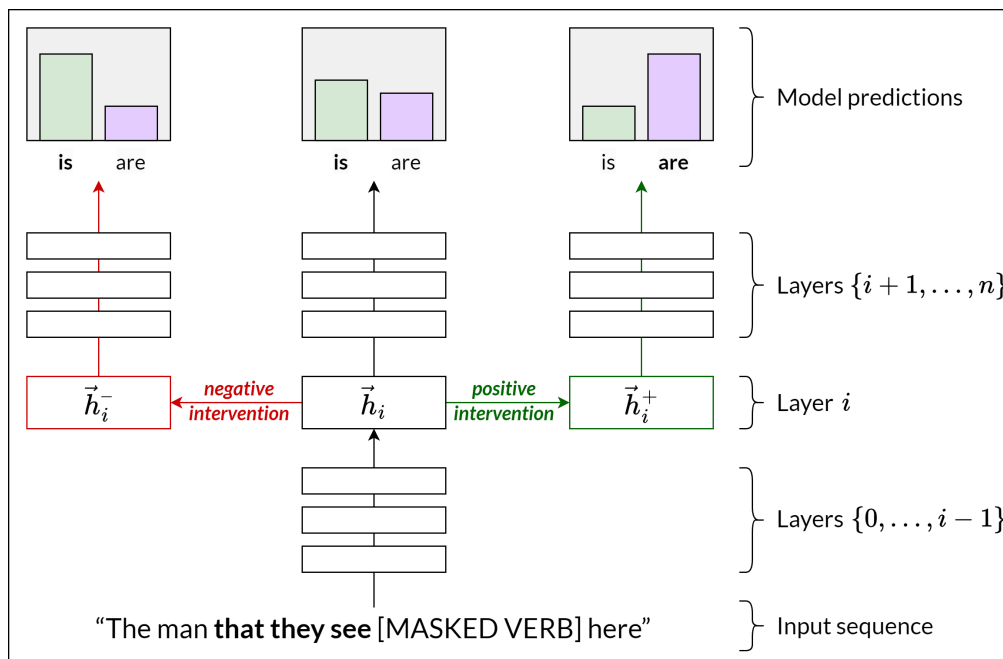 is are
is are
is are
Model predictions
Layers {i + 1, . . . , n}
negative
intervention
positive
intervention
h⃗ᵢ⁻
h⃗ᵢ
h⃗ᵢ⁺
Layer i
Layers {0, . . . , i − 1}
“The man that they see [MASKED VERB] here”
Input sequence